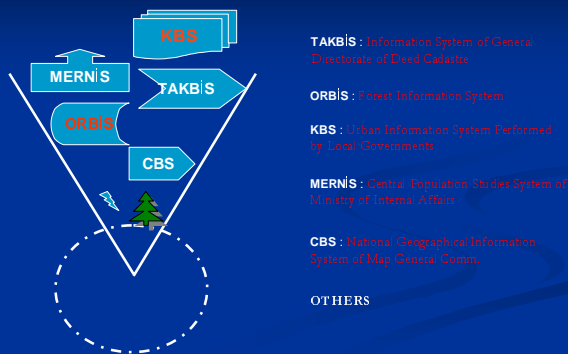 KBS
MERNİS
TAKBİS
ORBİS
CBS
TAKBİS : Information System of General
Directorate of Deed Cadastre
ORBİS : Forest Information System
KBS : Urban Information System Performed
by Local Governments
MERNİS : Central Population Studies System of
Ministry of Internal Affairs :
CBS : National Geographical Information
System of Map General Comm.
OTHERS